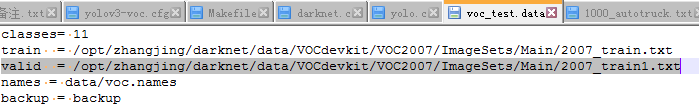 备注.txt yolov3-voc.cfg Makefile darknet.c yolo.c voc_test.data 1000_autotruck.txt
classes= 11
train = /opt/zhangjing/darknet/data/VOCdevkit/VOC2007/ImageSets/Main/2007_train.txt
valid = /opt/zhangjing/darknet/data/VOCdevkit/VOC2007/ImageSets/Main/2007_train1.txt
names = data/voc.names
backup = backup